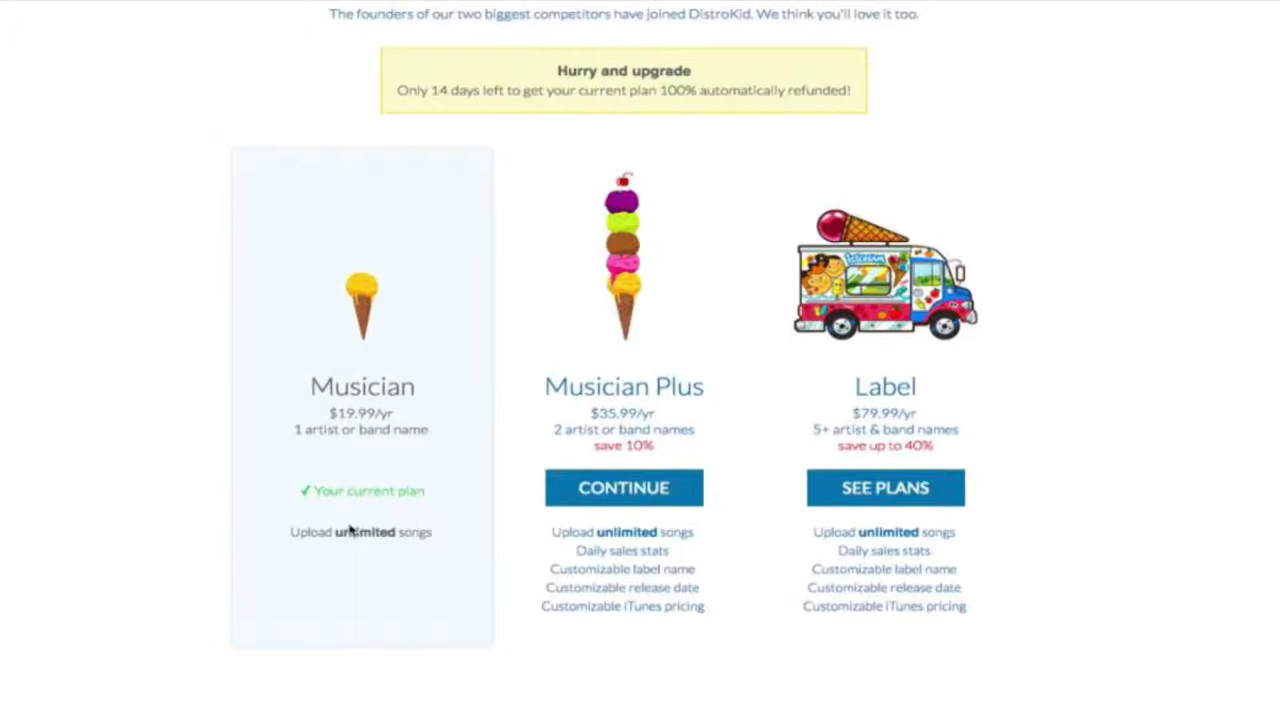 The founders of our two biggest competitors have joined DistroKid. We think you'll love it too.
Hurry and upgrade
Only 14 days left to get your current plan 100% automatically refunded!
Musician
$19.99/yr
1 artist or band name
✓ Your current plan
Upload unlimited songs
Musician Plus
$35.99/yr
2 artist or band names
save 10%
CONTINUE
Upload unlimited songs
Daily sales stats
Customizable label name
Customizable release date
Customizable iTunes pricing
Label
$79.99/yr
5+ artist & band names
save up to 40%
SEE PLANS
Upload unlimited songs
Daily sales stats
Customizable label name
Customizable release date
Customizable iTunes pricing